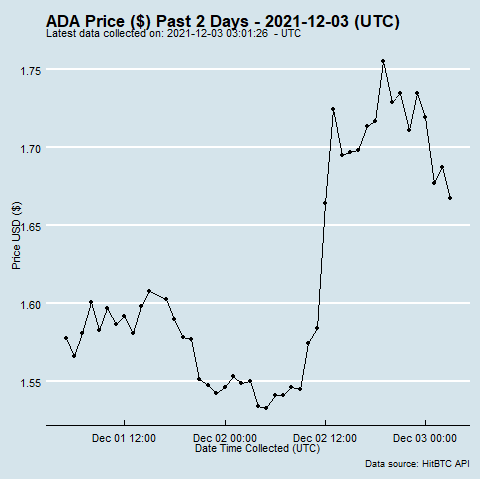 ADA Price ($) Past 2 Days - 2021-12-03 (UTC)
Latest data collected on: 2021-12-03 03:01:26  - UTC
1.75
1.70
1.65
1.60
1.55
Price USD ($)
Dec 01 12:00
Dec 02 00:00
Dec 02 12:00
Dec 03 00:00
Date Time Collected (UTC)
Data source: HitBTC API